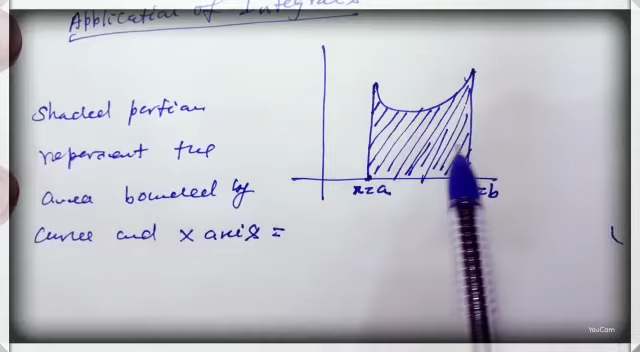 Application of Integrals
Shaded portion
represent the
area bounded by
curve and x axis =
x=a
=b
YouCam